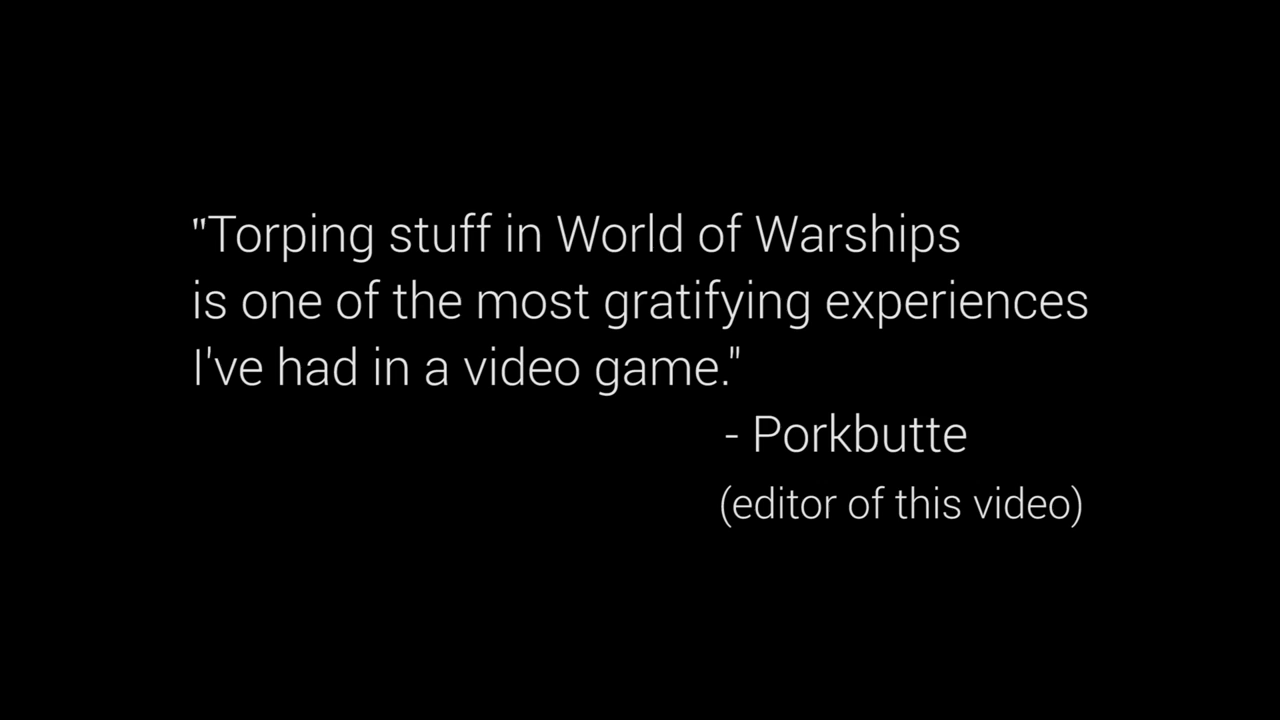 "Torping stuff in World of Warships
is one of the most gratifying experiences
I've had in a video game."
- Porkbutte
(editor of this video)